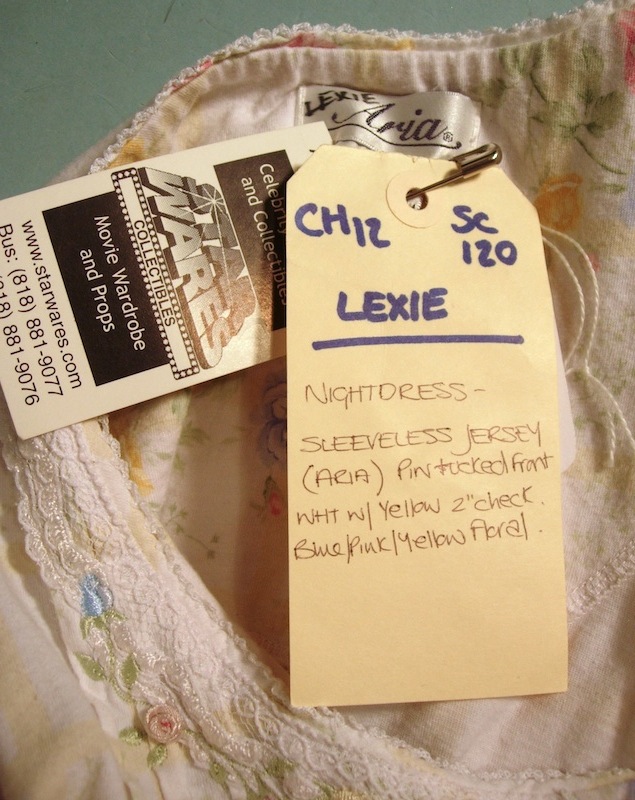 LEXIE
Aria®
CH12 Sc 120
LEXIE
NIGHTDRESS-
SLEEVELESS JERSEY
(ARIA) Pin tucked front
WHT w/ Yellow 2" check.
Blue/Pink/Yellow Floral.
Celebrity
and Collectibles
STAR
WARES
COLLECTIBLES
Movie Wardrobe
and Props
www.starwares.com
Bus: (818) 881-9077
(818) 881-9076